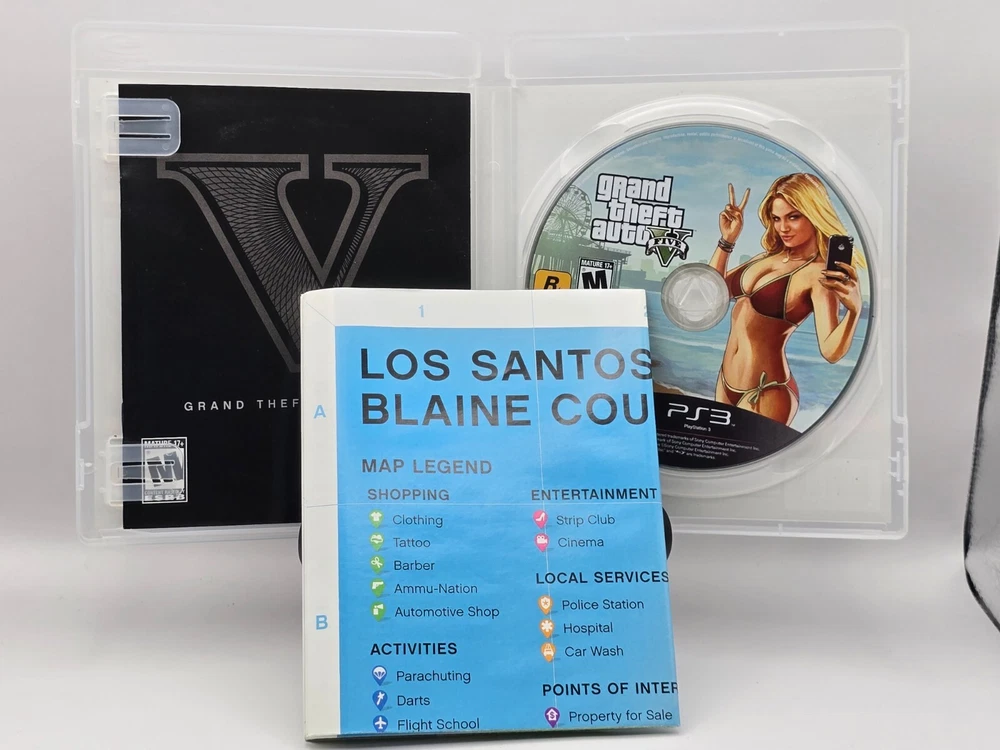 GRAND THEF
MATURE 17+
M
ESRB
grand
theft
auto
V
FIVE
R
MATURE 17+
M
PS3
PlayStation 3
1
A
B
LOS SANTOS
BLAINE COU
MAP LEGEND
SHOPPING
Clothing
Tattoo
Barber
Ammu-Nation
Automotive Shop
ACTIVITIES
Parachuting
Darts
Flight School
ENTERTAINMENT
Strip Club
Cinema
LOCAL SERVICES
Police Station
Hospital
Car Wash
POINTS OF INTER
Property for Sale